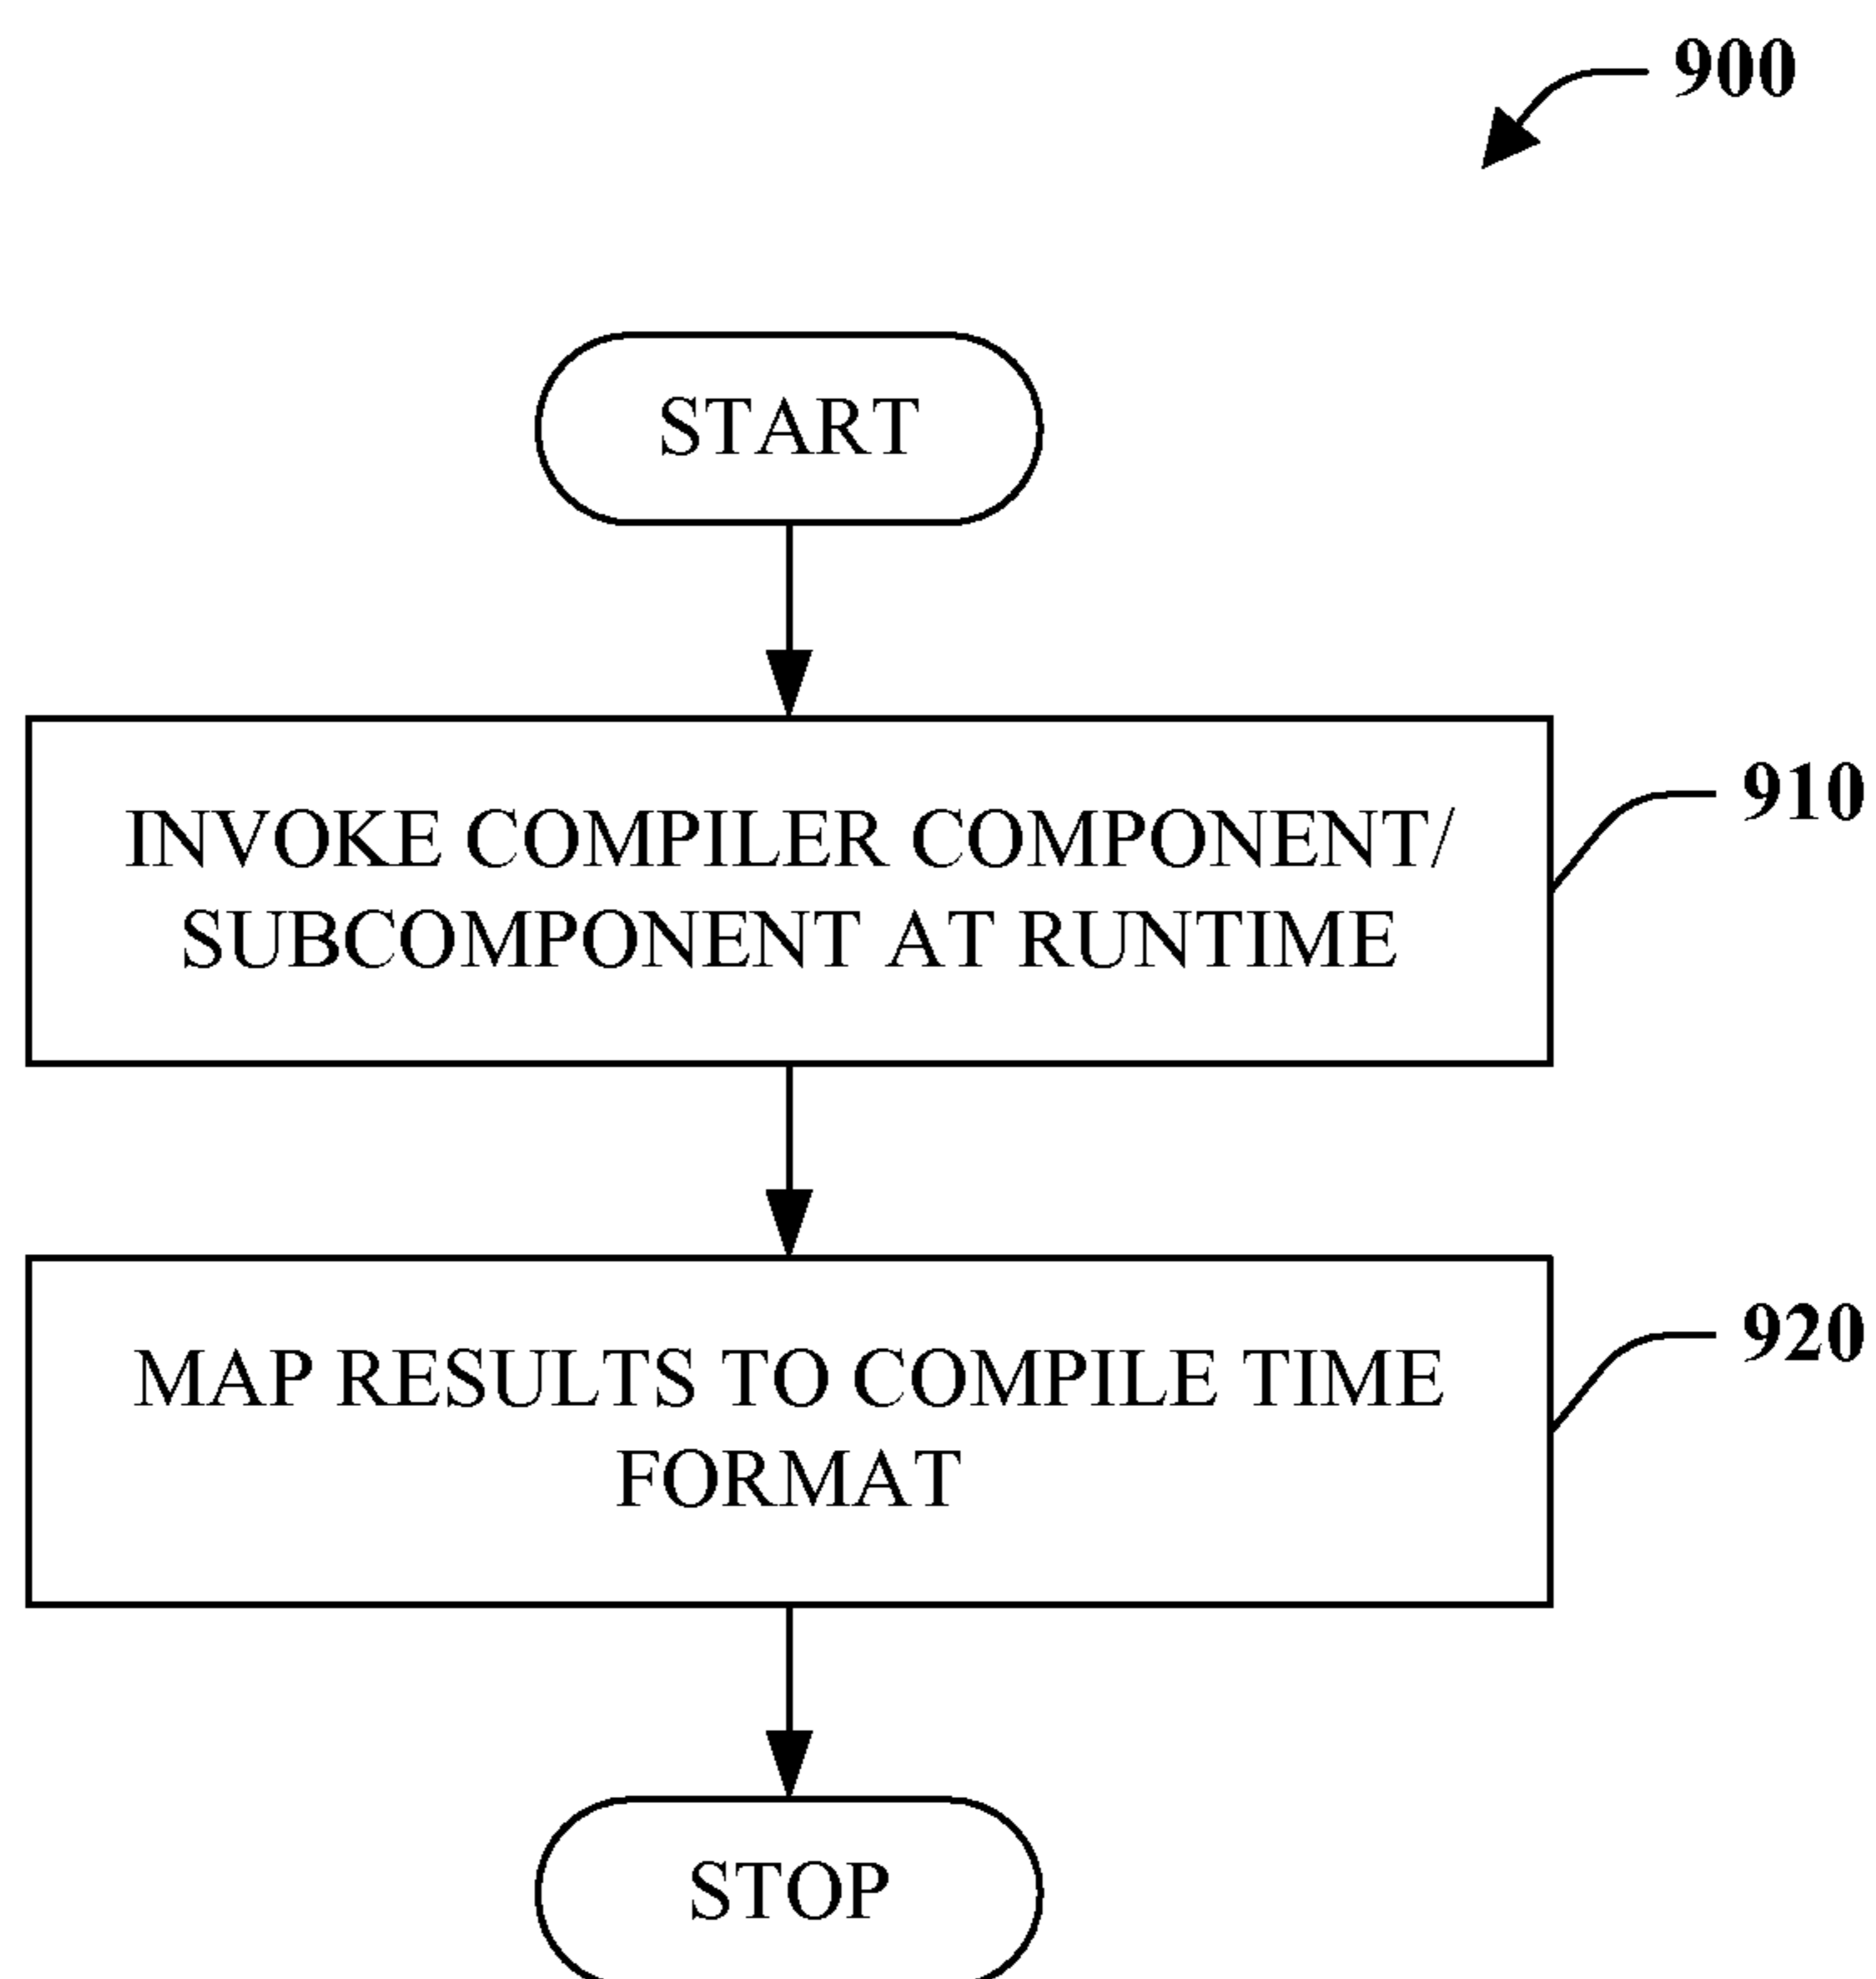 900
START
INVOKE COMPILER COMPONENT/
SUBCOMPONENT AT RUNTIME
910
MAP RESULTS TO COMPILE TIME
FORMAT
920
STOP